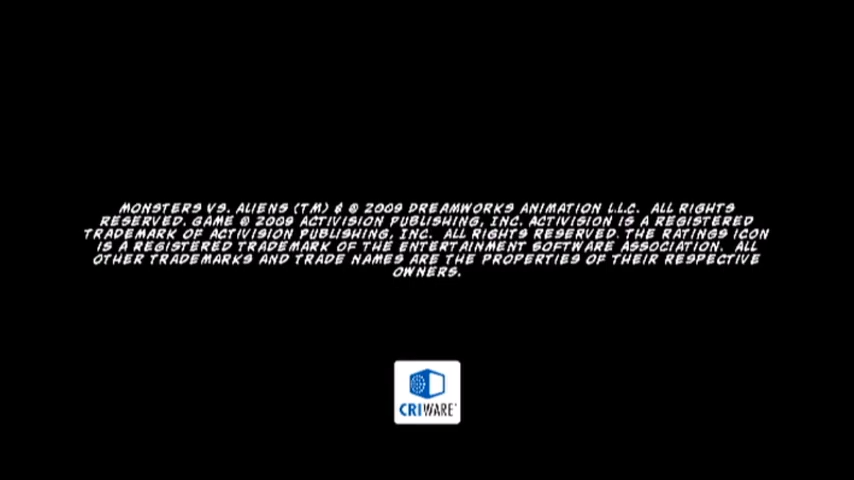 MONSTERS VS. ALIENS (TM) & © 2009 DREAMWORKS ANIMATION L.L.C. ALL RIGHTS
RESERVED. GAME © 2009 ACTIVISION PUBLISHING, INC. ACTIVISION IS A REGISTERED
TRADEMARK OF ACTIVISION PUBLISHING, INC. ALL RIGHTS RESERVED. THE RATINGS ICON
IS A REGISTERED TRADEMARK OF THE ENTERTAINMENT SOFTWARE ASSOCIATION. ALL
OTHER TRADEMARKS AND TRADE NAMES ARE THE PROPERTIES OF THEIR RESPECTIVE
OWNERS.
CRIWARE